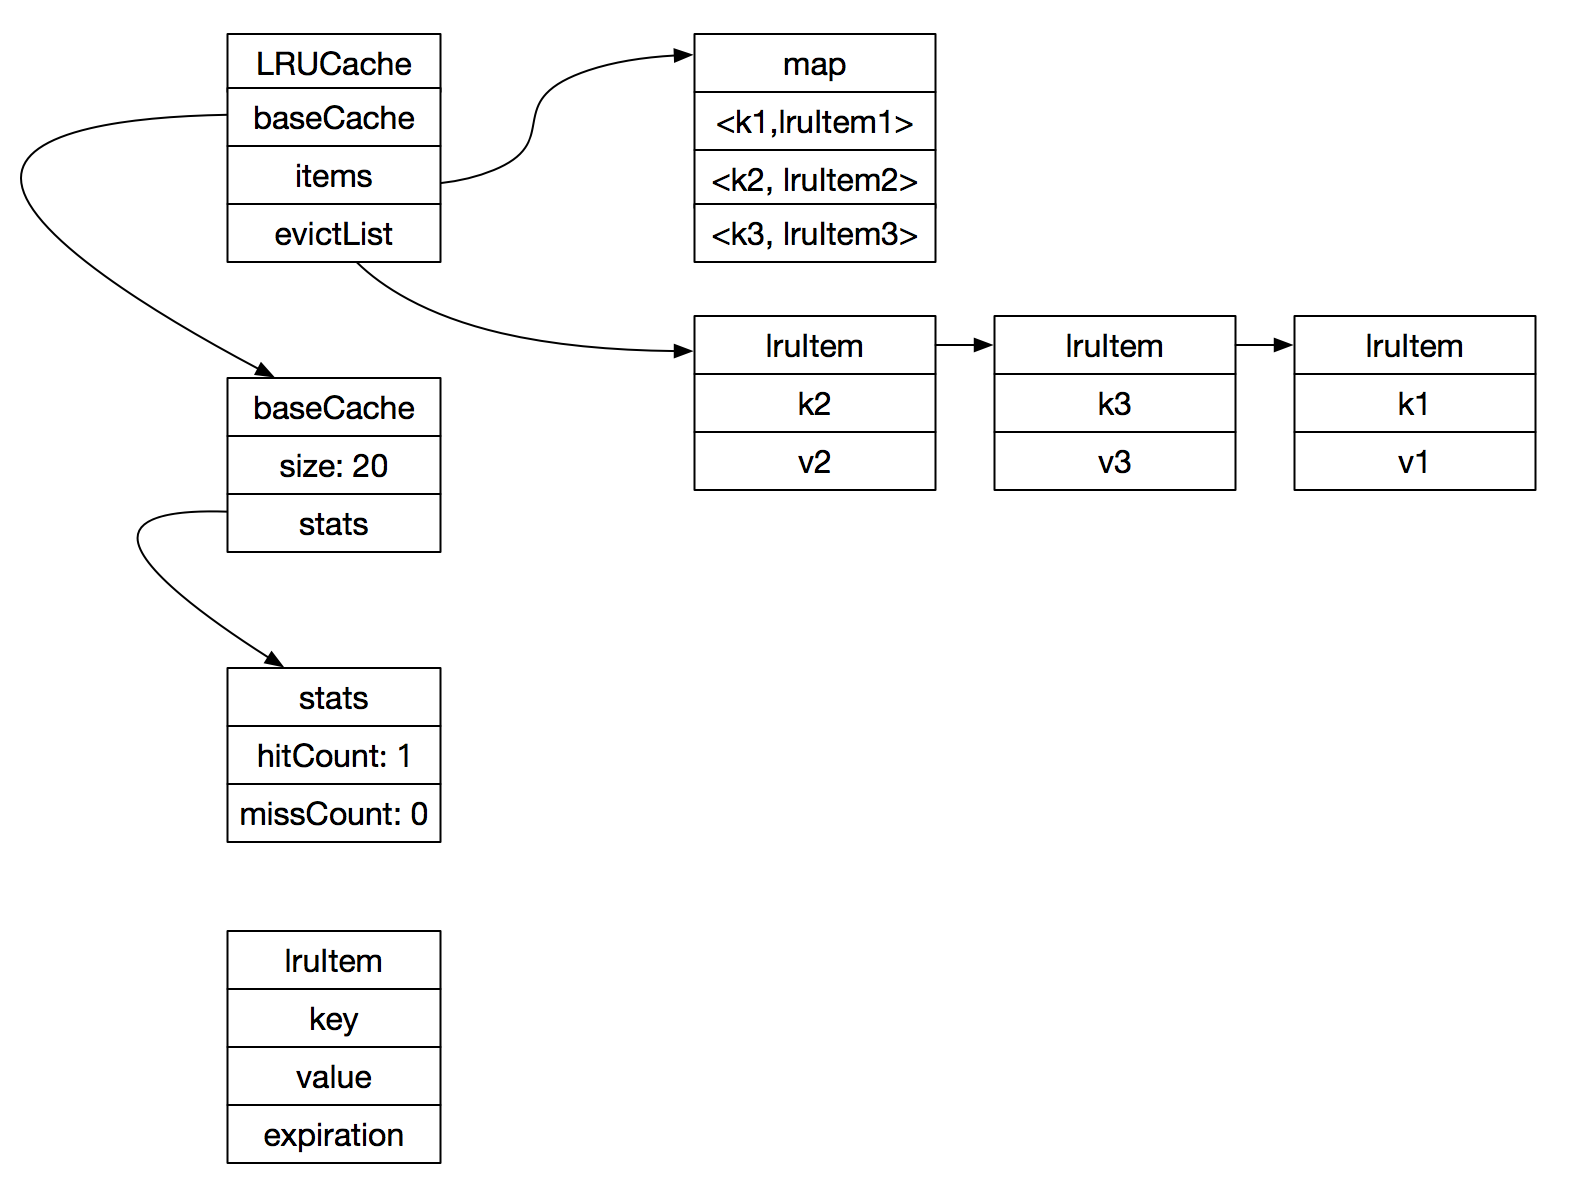 LRUCache
baseCache
items
evictList
map
<k1,lruItem1>
<k2, lruItem2>
<k3, lruItem3>
lruItem
k2
v2
lruItem
k3
v3
lruItem
k1
v1
baseCache
size: 20
stats
stats
hitCount: 1
missCount: 0
lruItem
key
value
expiration